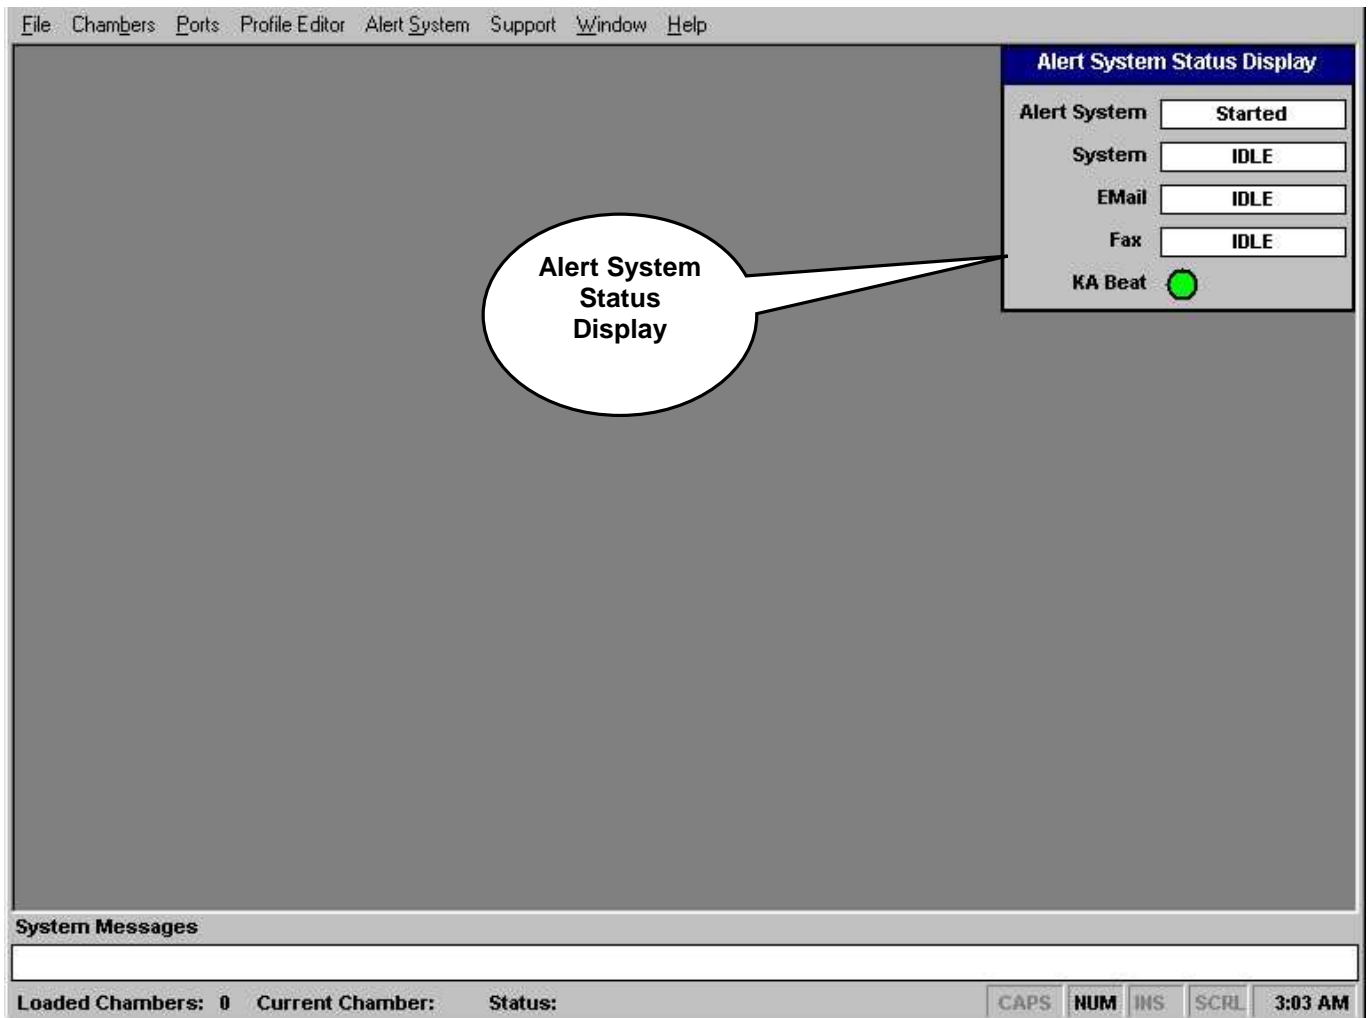 File Chambers Ports Profile Editor Alert System Support Window Help
Alert System Status Display
Alert System Started
System IDLE
EMail IDLE
Fax IDLE
KA Beat
Alert System
Status
Display
System Messages
Loaded Chambers: 0 Current Chamber: Status: CAPS NUM INS SCRL 3:03 AM